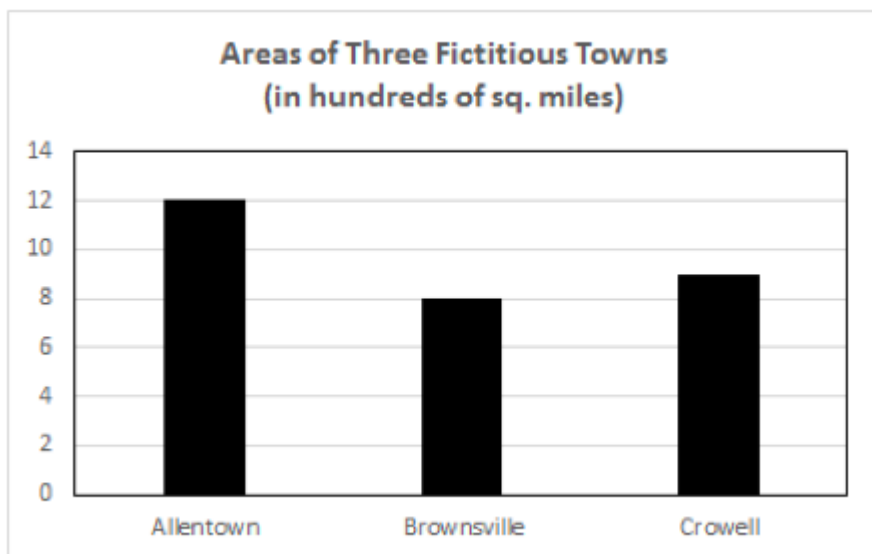 Areas of Three Fictitious Towns
(in hundreds of sq. miles)
14
12
10
8
6
4
2
0
Allentown Brownsville Crowell